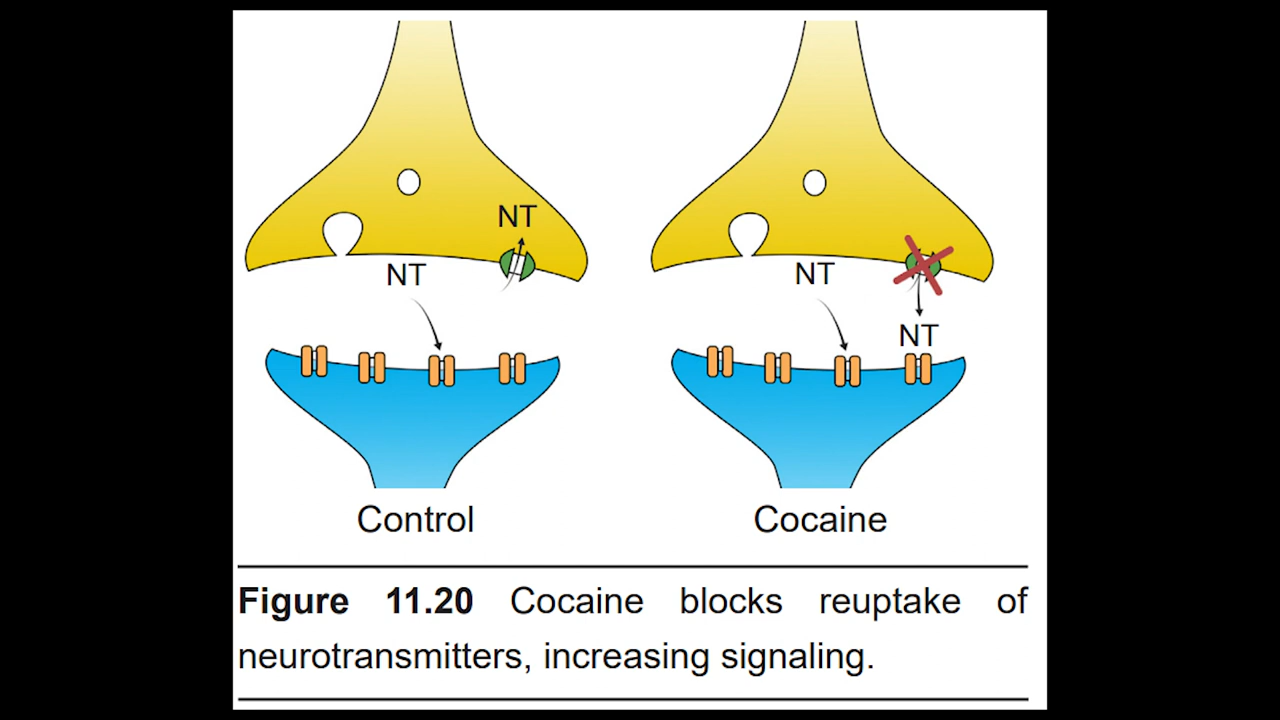 NT
NT
NT
NT
Control
Cocaine
Figure 11.20 Cocaine blocks reuptake of
neurotransmitters, increasing signaling.